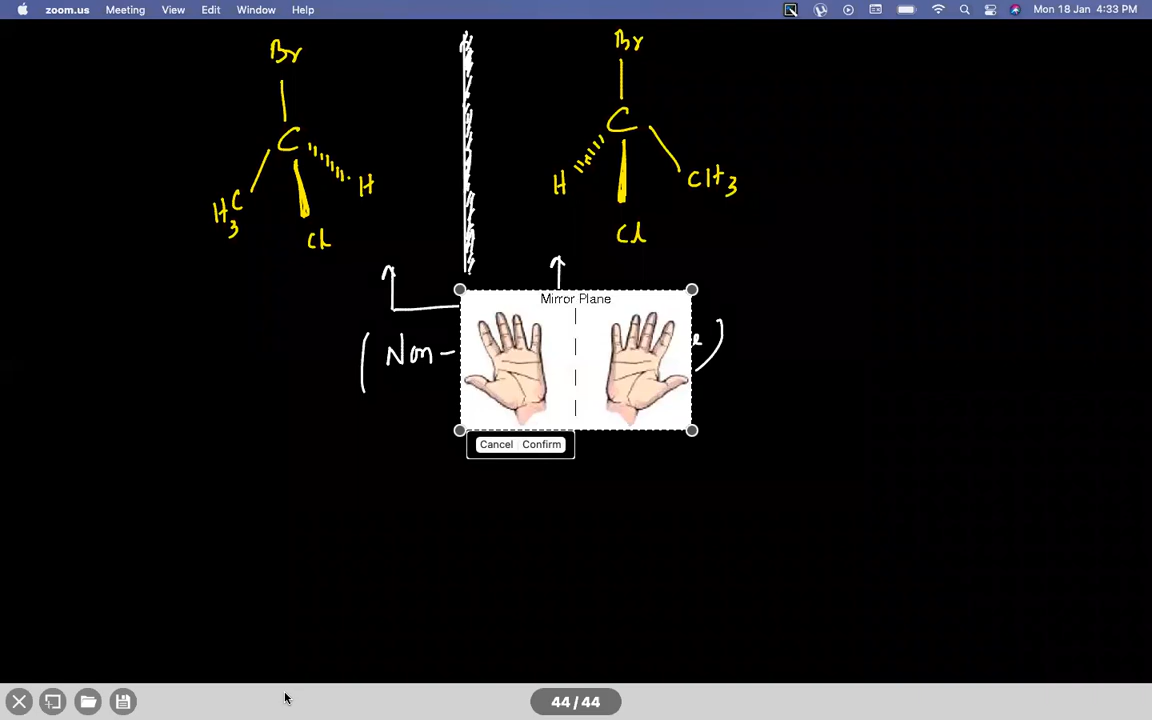 zoom.us Meeting View Edit Window Help Mon 18 Jan 4:33 PM
Br Br
C C
H3C H H CH3
Cl Cl
Mirror Plane
( Non - e )
Cancel Confirm
44 / 44